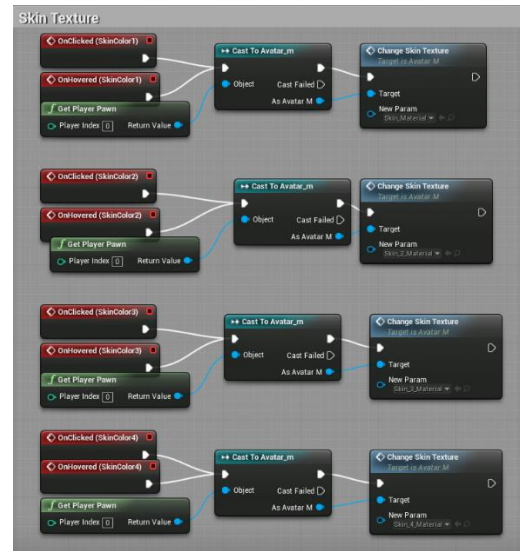 Skin Texture
OnClicked (SkinColor1)
OnHovered (SkinColor1)
f Get Player Pawn
Player Index 0 Return Value
Cast To Avatar_m
Object Cast Failed
As Avatar M
Change Skin Texture
Target is Avatar M
Target
New Param
Skin_Material
OnClicked (SkinColor2)
OnHovered (SkinColor2)
f Get Player Pawn
Player Index 0 Return Value
Cast To Avatar_m
Object Cast Failed
As Avatar M
Change Skin Texture
Target is Avatar M
Target
New Param
Skin_2_Material
OnClicked (SkinColor3)
OnHovered (SkinColor3)
f Get Player Pawn
Player Index 0 Return Value
Cast To Avatar_m
Object Cast Failed
As Avatar M
Change Skin Texture
Target is Avatar M
Target
New Param
Skin_3_Material
OnClicked (SkinColor4)
OnHovered (SkinColor4)
f Get Player Pawn
Player Index 0 Return Value
Cast To Avatar_m
Object Cast Failed
As Avatar M
Change Skin Texture
Target is Avatar M
Target
New Param
Skin_4_Material